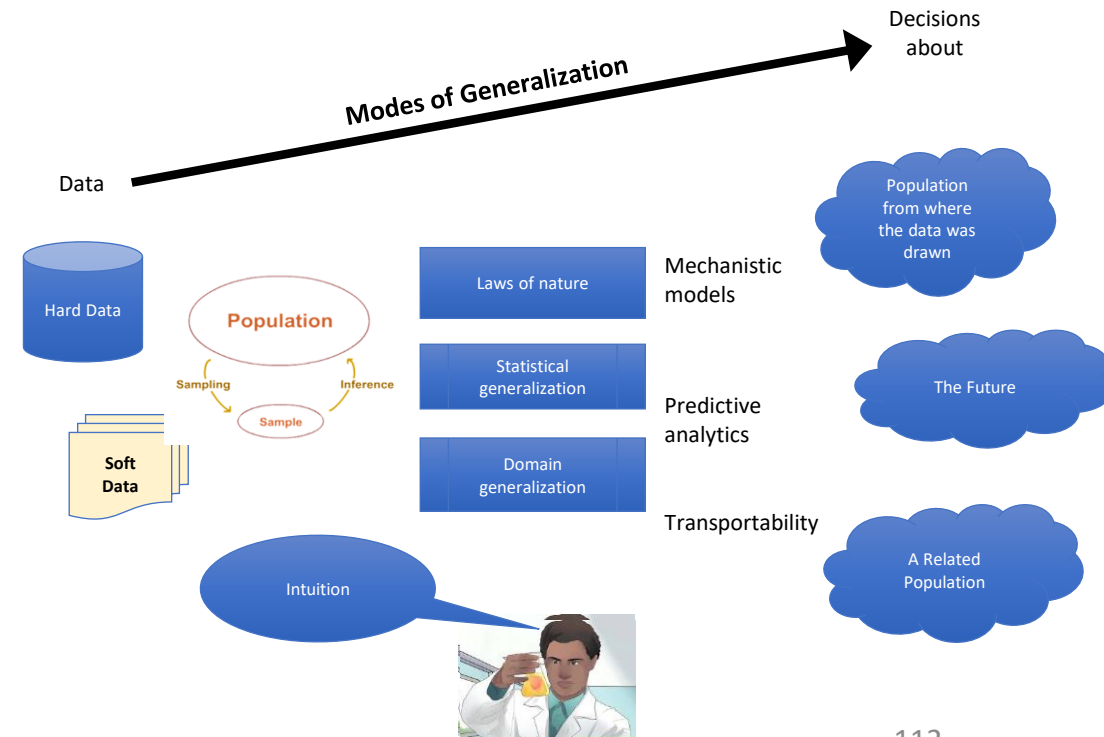 Decisions
about
Modes of Generalization
Data
Population
from where
the data was
drawn
Hard Data
Population
Sampling
Inference
Sample
Laws of nature
Mechanistic
models
Statistical
generalization
Predictive
analytics
The Future
Soft
Data
Domain
generalization
Transportability
Intuition
A Related
Population